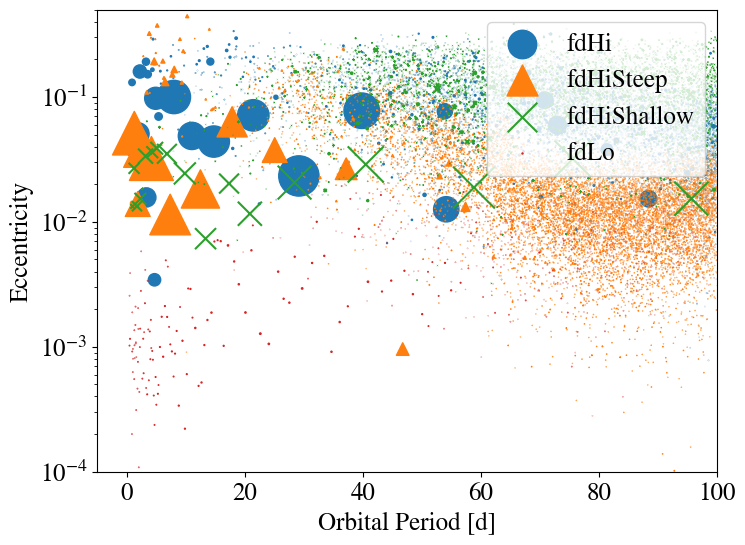 fdHi
fdHiSteep
fdHiShallow
fdLo
10⁻¹
10⁻²
10⁻³
10⁻⁴
Eccentricity
0 20 40 60 80 100
Orbital Period [d]